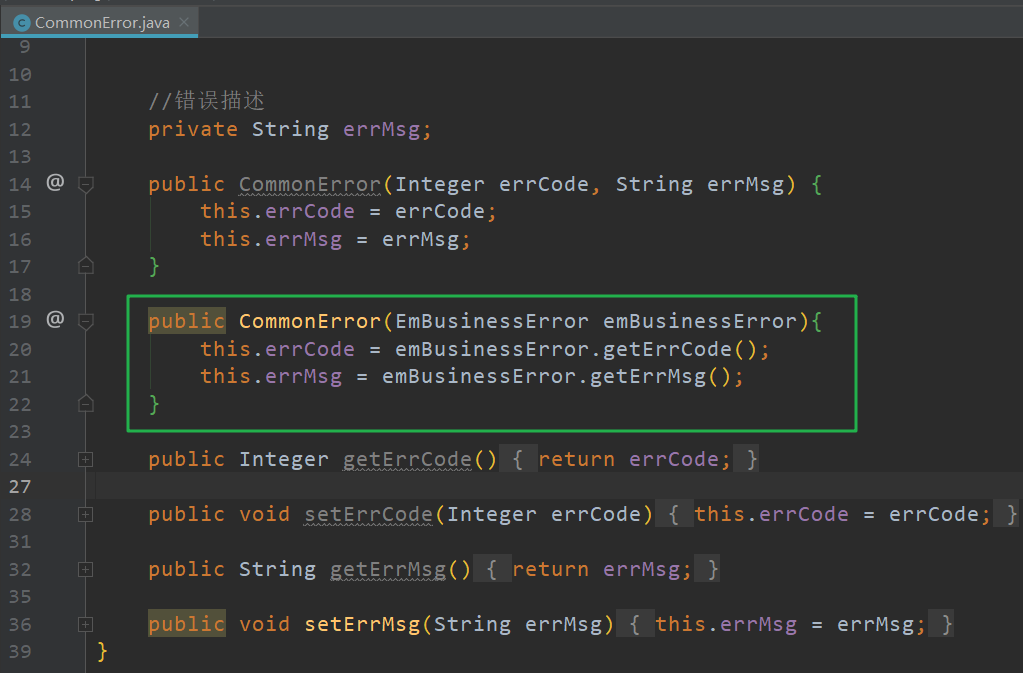 CommonError.java
9
10
11 //错误描述
12 private String errMsg;
13
14 @ public CommonError(Integer errCode, String errMsg) {
15 this.errCode = errCode;
16 this.errMsg = errMsg;
17 }
18
19 @ public CommonError(EmBusinessError emBusinessError){
20 this.errCode = emBusinessError.getErrCode();
21 this.errMsg = emBusinessError.getErrMsg();
22 }
23
24 public Integer getErrCode() { return errCode; }
27
28 public void setErrCode(Integer errCode) { this.errCode = errCode; }
31
32 public String getErrMsg() { return errMsg; }
35
36 public void setErrMsg(String errMsg) { this.errMsg = errMsg; }
39 }